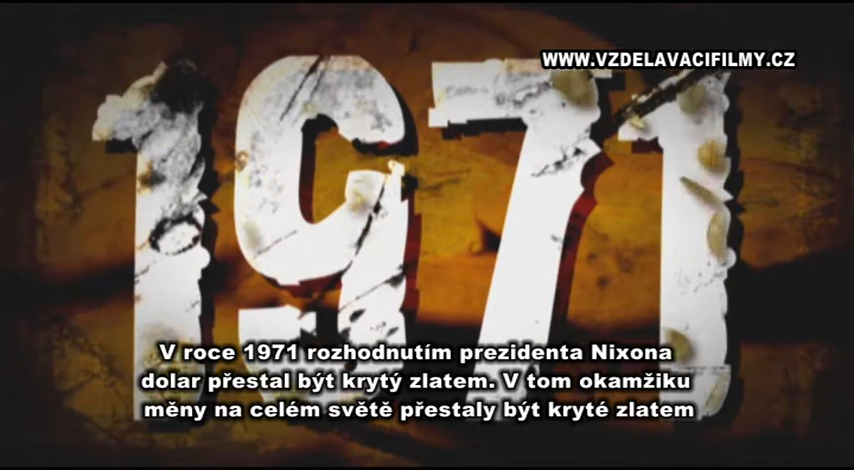 WWW.VZDELAVACIFILMY.CZ
1971
V roce 1971 rozhodnutím prezidenta Nixona
dolar přestal být krytý zlatem. V tom okamžiku
měny na celém světě přestaly být kryté zlatem